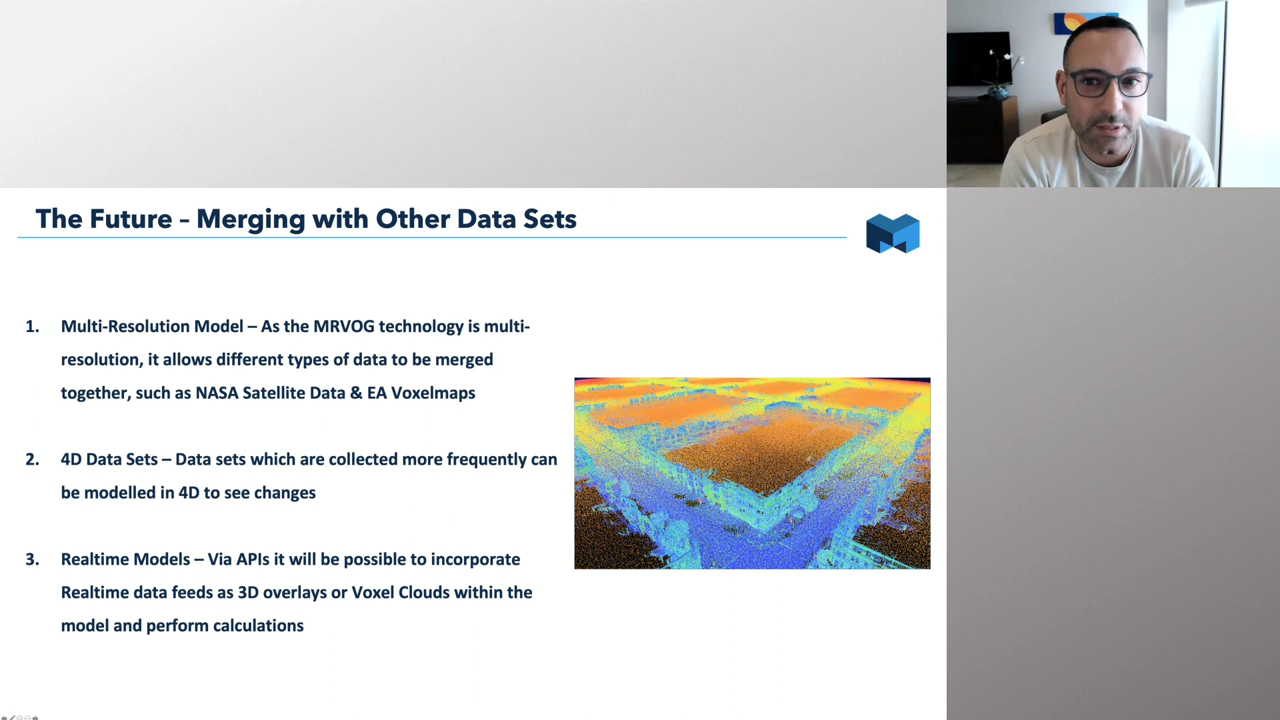 The Future – Merging with Other Data Sets
1. Multi-Resolution Model – As the MRVOG technology is multi-
resolution, it allows different types of data to be merged
together, such as NASA Satellite Data & EA Voxelmaps
2. 4D Data Sets – Data sets which are collected more frequently can
be modelled in 4D to see changes
3. Realtime Models – Via APIs it will be possible to incorporate
Realtime data feeds as 3D overlays or Voxel Clouds within the
model and perform calculations